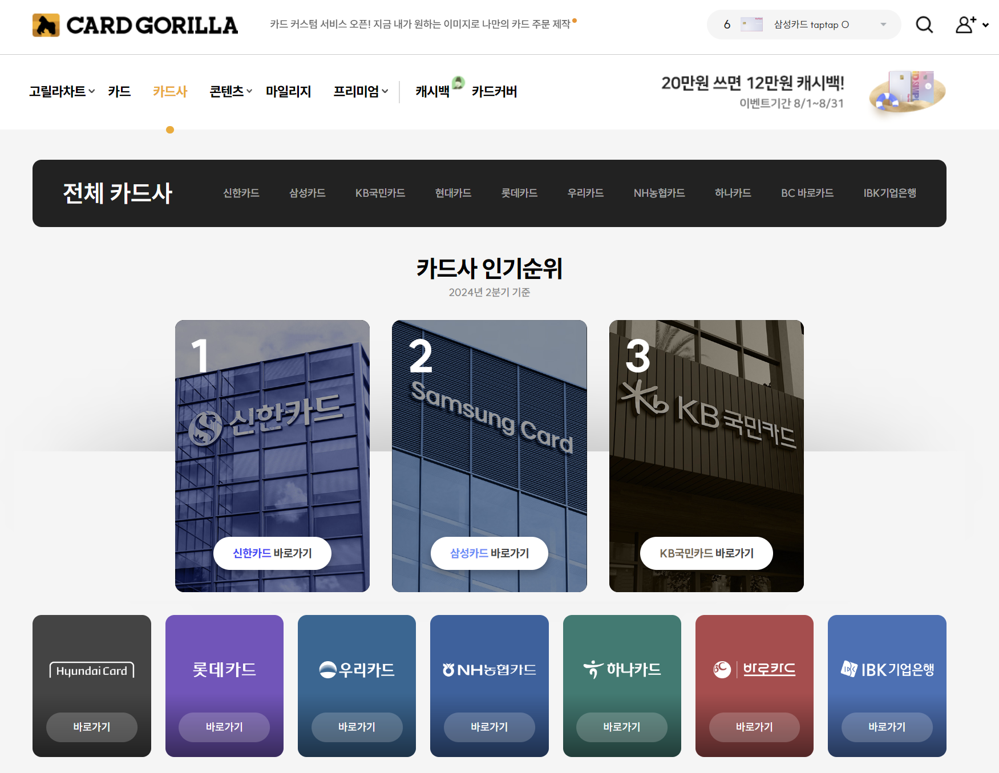 CARD GORILLA
카드 커스텀 서비스 오픈! 지금 내가 원하는 이미지로 나만의 카드 주문 제작
6 삼성카드 taptap O
고릴라차트 카드 카드사 콘텐츠 마일리지 프리미엄 캐시백 카드커버
20만원 쓰면 12만원 캐시백!
이벤트기간 8/1~8/31
전체 카드사 신한카드 삼성카드 KB국민카드 현대카드 롯데카드 우리카드 NH농협카드 하나카드 BC 바로카드 IBK기업은행
카드사 인기순위
2024년 2분기 기준
1
신한카드
신한카드 바로가기
2
Samsung Card
삼성카드 바로가기
3
KB국민카드
KB국민카드 바로가기
Hyundai Card
바로가기
롯데카드
바로가기
우리카드
바로가기
NH농협카드
바로가기
하나카드
바로가기
BC 바로카드
바로가기
IBK기업은행
바로가기